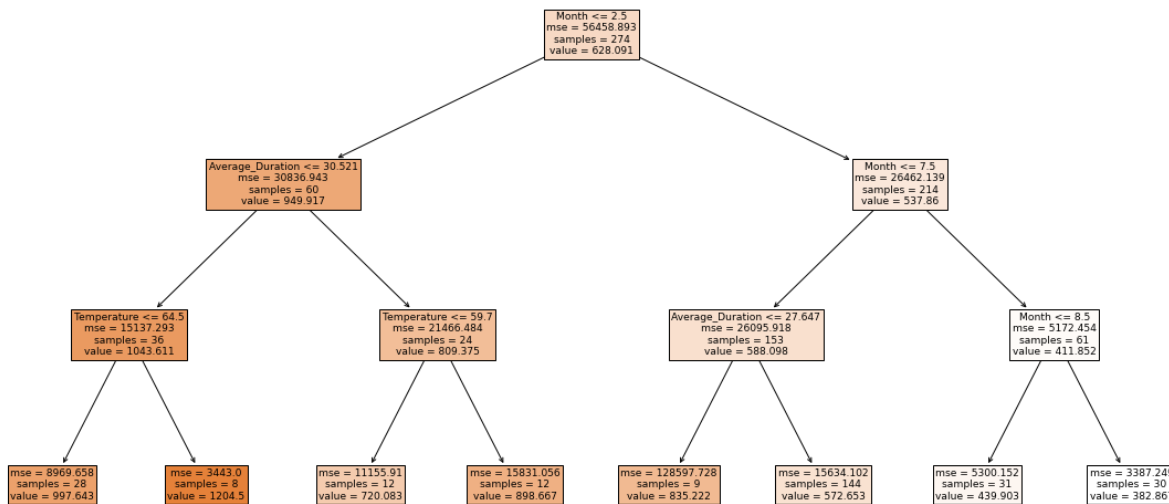 Month <= 2.5
mse = 56458.893
samples = 274
value = 628.091
Average_Duration <= 30.521
mse = 30836.943
samples = 60
value = 949.917
Month <= 7.5
mse = 26462.139
samples = 214
value = 537.86
Temperature <= 64.5
mse = 15137.293
samples = 36
value = 1043.611
Temperature <= 59.7
mse = 21466.484
samples = 24
value = 809.375
Average_Duration <= 27.647
mse = 26095.918
samples = 153
value = 588.098
Month <= 8.5
mse = 5172.454
samples = 61
value = 411.852
mse = 8969.658
samples = 28
value = 997.643
mse = 3443.0
samples = 8
value = 1204.5
mse = 11155.91
samples = 12
value = 720.083
mse = 15831.056
samples = 12
value = 898.667
mse = 128597.728
samples = 9
value = 835.222
mse = 15634.102
samples = 144
value = 572.653
mse = 5300.152
samples = 31
value = 439.903
mse = 3387.249
samples = 30
value = 382.867